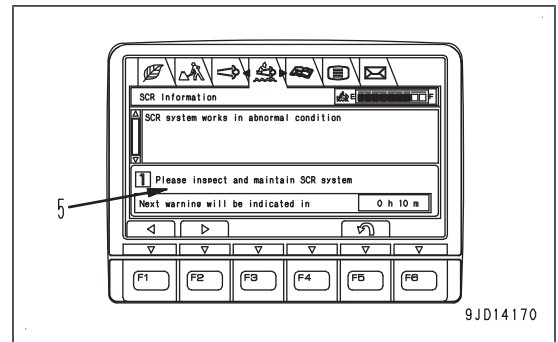 SCR Information
E F
SCR system works in abnormal condition
1 Please inspect and maintain SCR system
5
Next warning will be indicated in 0 h 10 m
F1 F2 F3 F4 F5 F6
9JD14170